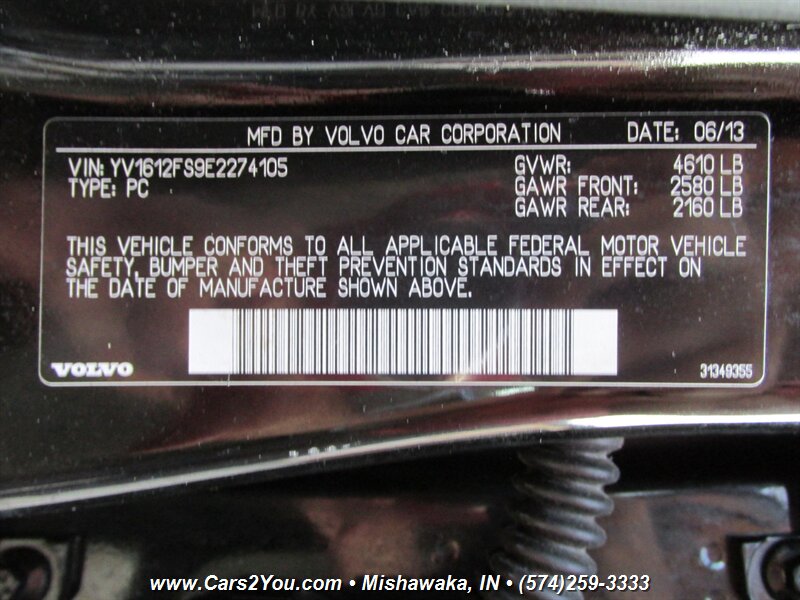 MFD BY VOLVO CAR CORPORATION DATE: 06/13
VIN: YV1612FS9E2274105 GVWR: 4610 LB
TYPE: PC GAWR FRONT: 2580 LB
GAWR REAR: 2160 LB
THIS VEHICLE CONFORMS TO ALL APPLICABLE FEDERAL MOTOR VEHICLE
SAFETY, BUMPER AND THEFT PREVENTION STANDARDS IN EFFECT ON
THE DATE OF MANUFACTURE SHOWN ABOVE.
VOLVO 31349355
www.Cars2You.com • Mishawaka, IN • (574)259-3333